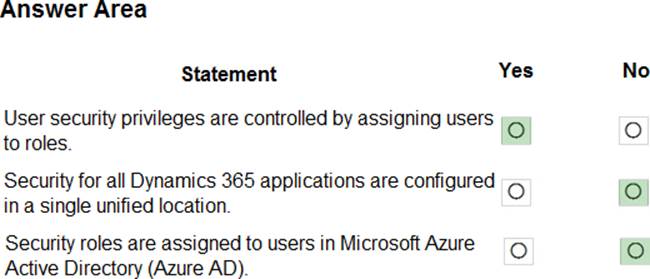 Answer Area
Statement Yes No
User security privileges are controlled by assigning users
to roles.
Security for all Dynamics 365 applications are configured
in a single unified location.
Security roles are assigned to users in Microsoft Azure
Active Directory (Azure AD).